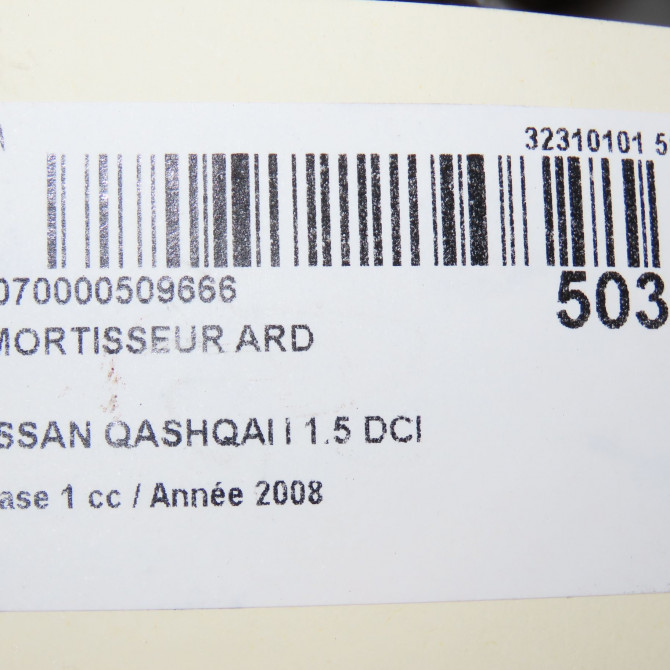 32310101 5
070000509666
503
MORTISSEUR ARD
SSAN QASHQAI I 1.5 DCI
ase 1 cc / Année 2008